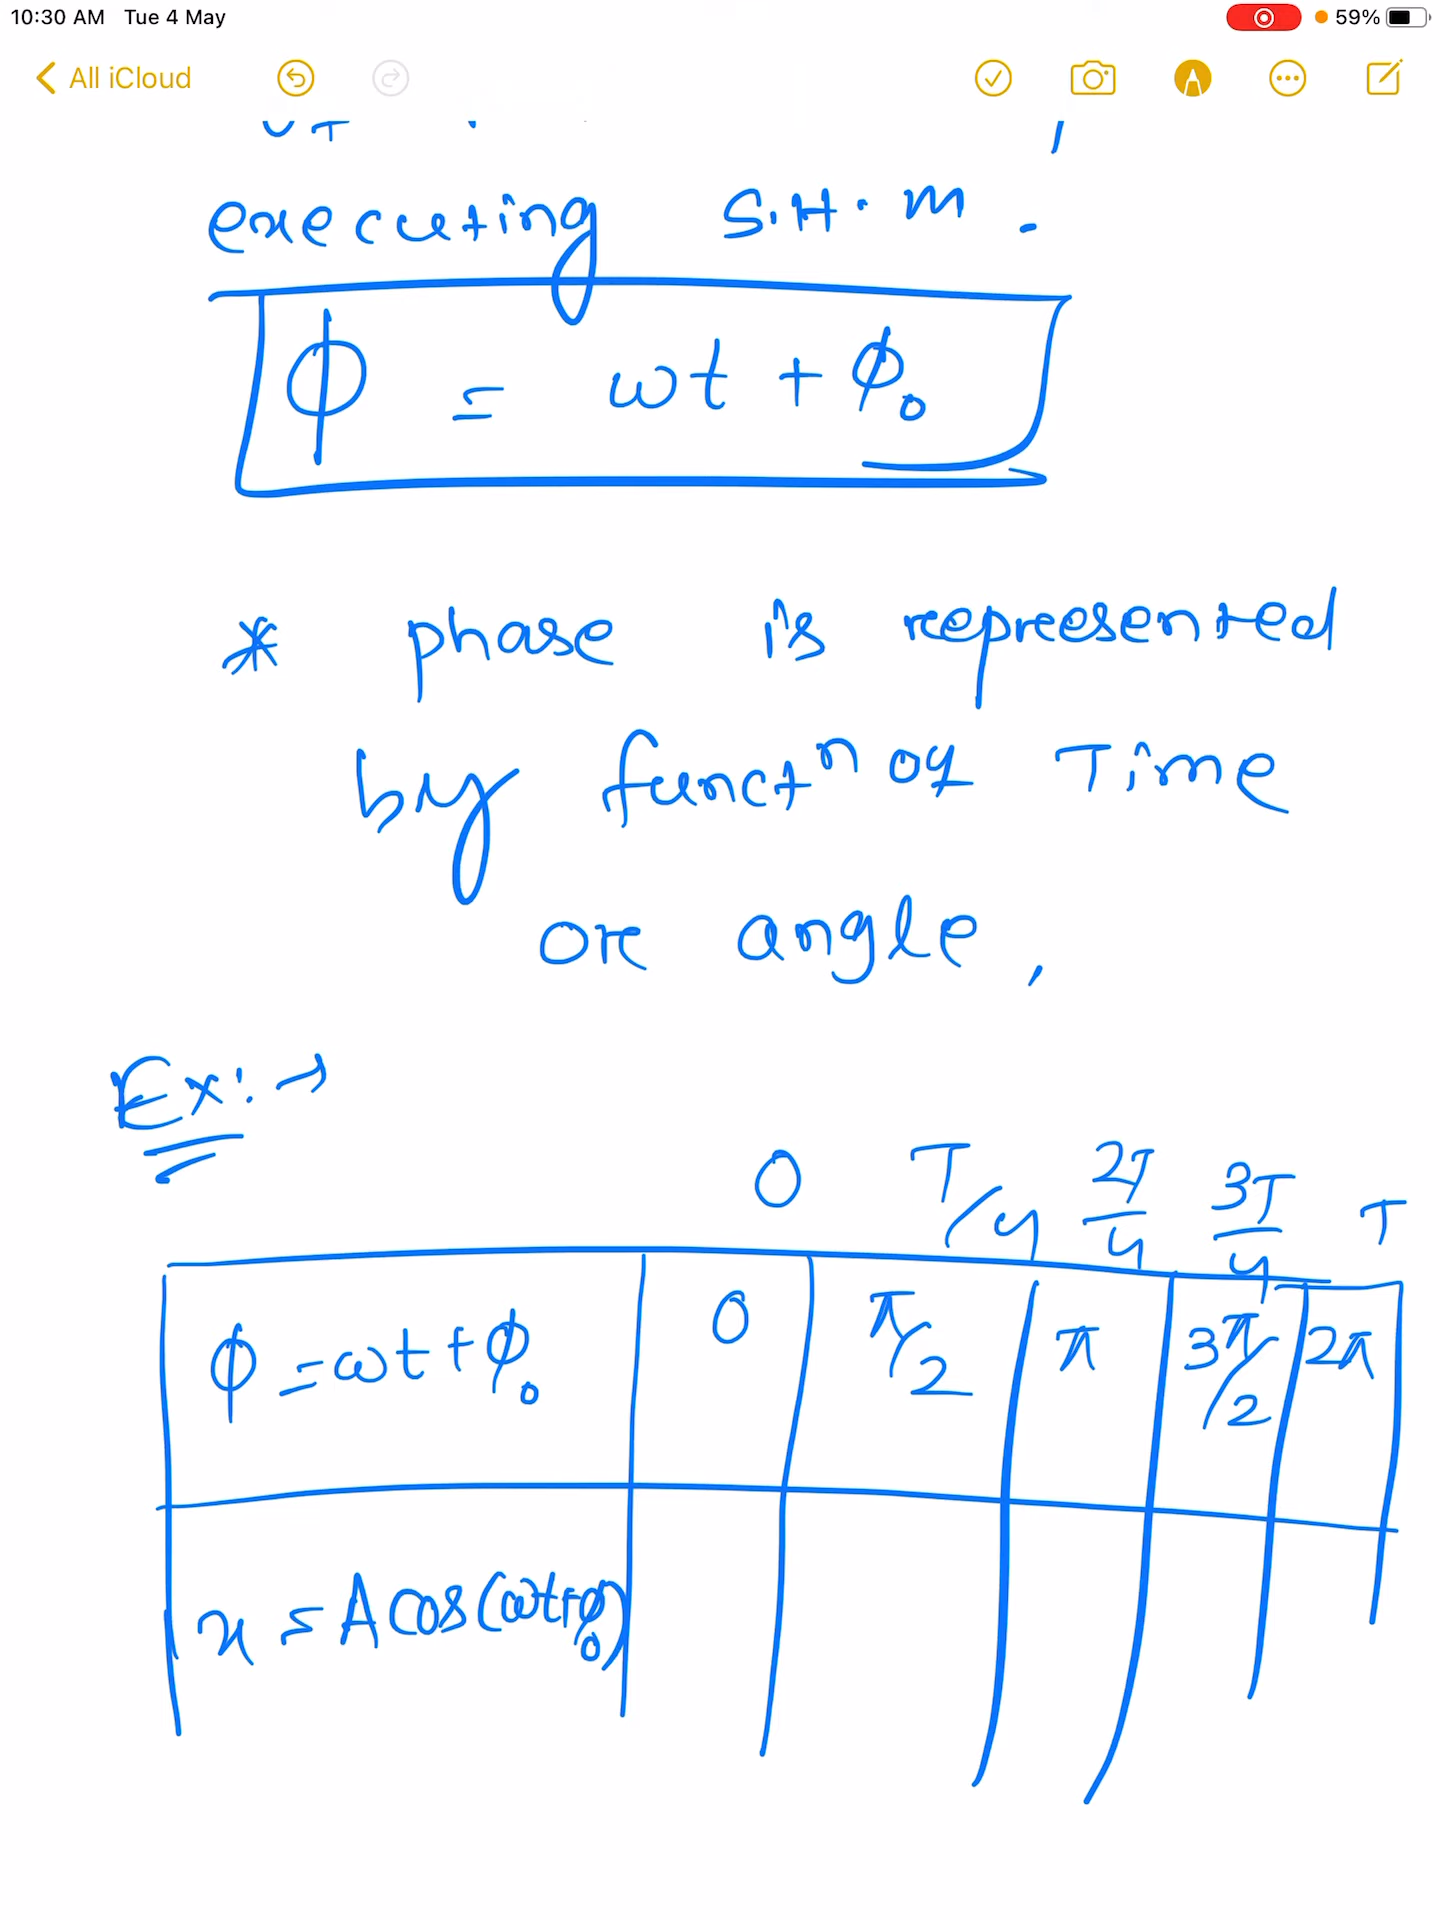 10:30 AM Tue 4 May 59%
All iCloud
executing S.H.M.
ϕ = ωt + ϕ₀
* phase is represented
by functⁿ of Time
or angle,
Ex:→
0 T/4 2T/4 3T/4 T
ϕ = ωt + ϕ₀ 0 π/2 π 3π/2 2π
x = A cos(ωt+ϕ₀)